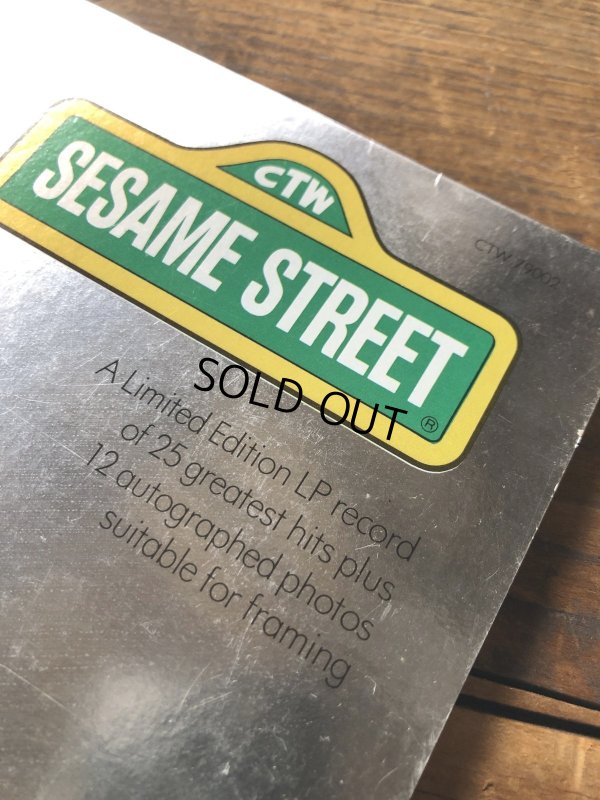 CTW
SESAME STREET®
CTW 79002
SOLD OUT
A Limited Edition LP record
of 25 greatest hits plus
12 autographed photos
suitable for framing